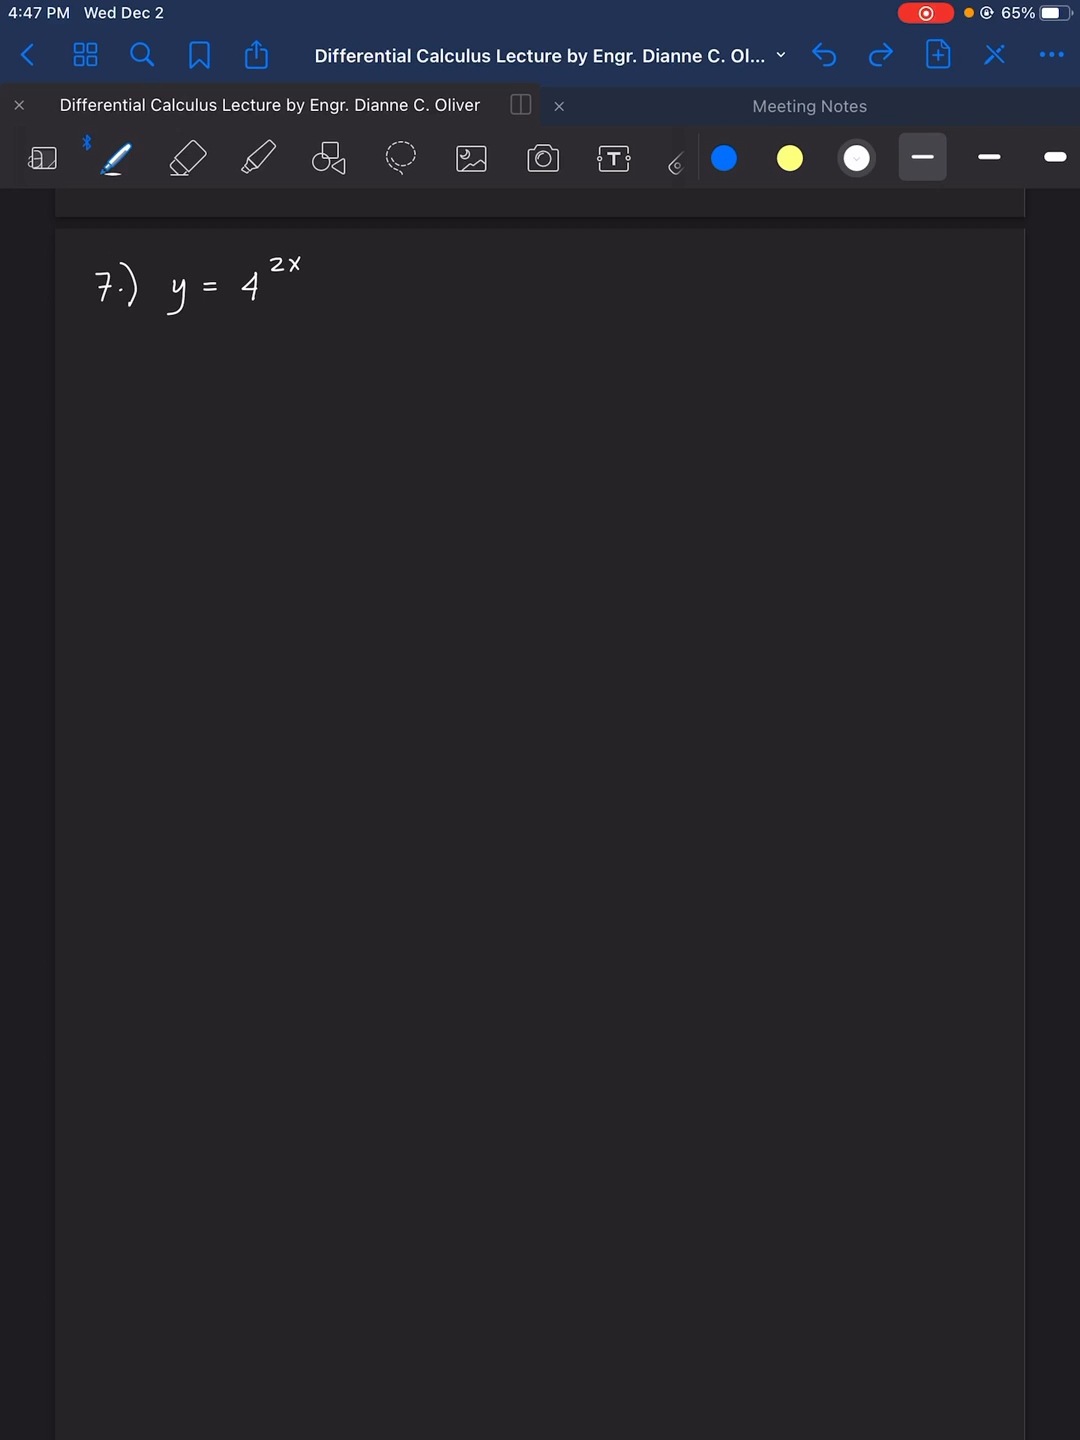 4:47 PM Wed Dec 2 65%
Differential Calculus Lecture by Engr. Dianne C. Ol...
Differential Calculus Lecture by Engr. Dianne C. Oliver Meeting Notes
T
7.) y = 4^2x